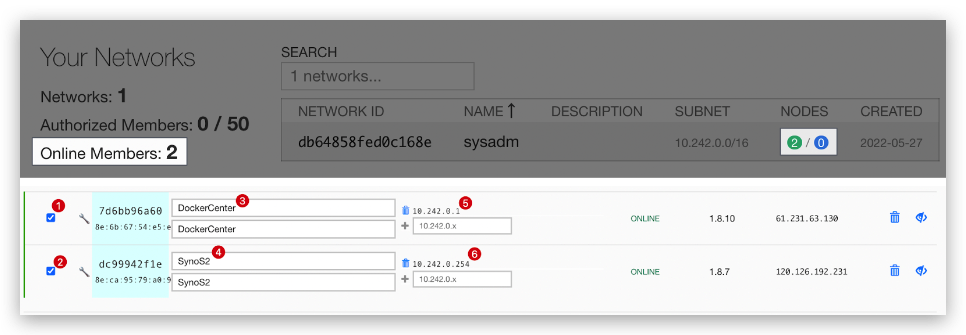 Your Networks
Networks: 1
Authorized Members: 0 / 50
Online Members: 2
SEARCH
1 networks...
NETWORK ID NAME ↑ DESCRIPTION SUBNET NODES CREATED
db64858fed0c168e sysadm 10.242.0.0/16 2 / 0 2022-05-27
1 7d6bb96a60 DockerCenter 3 10.242.0.1 5
8e:6b:67:54:e5:e DockerCenter + 10.242.0.x ONLINE 1.8.10 61.231.63.130
2 dc99942f1e SynoS2 4 10.242.0.254 6
8e:ca:95:79:a0:9 SynoS2 + 10.242.0.x ONLINE 1.8.7 120.126.192.231